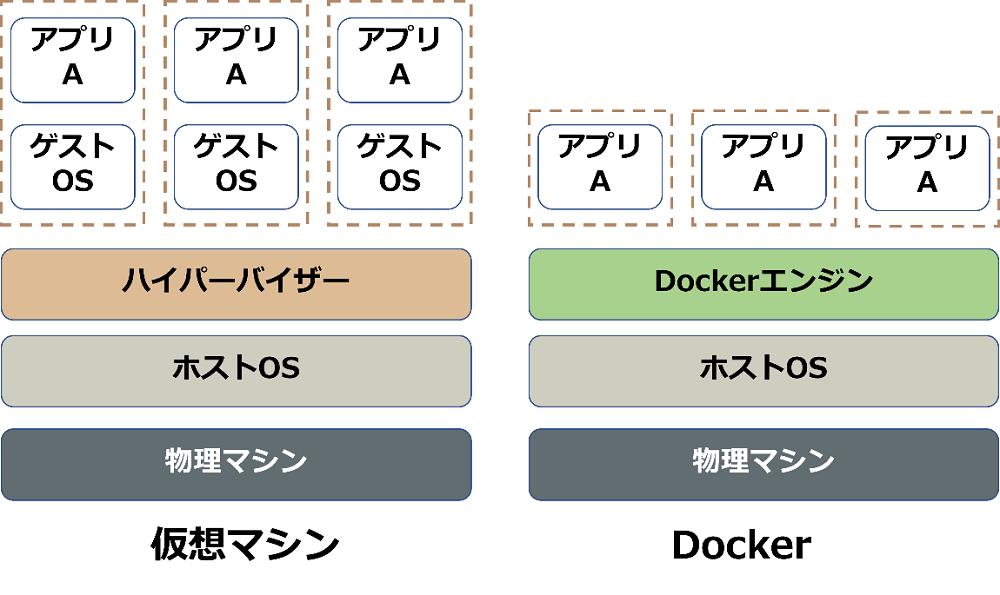 アプリ
A
アプリ
A
アプリ
A
ゲスト
OS
ゲスト
OS
ゲスト
OS
ハイパーバイザー
ホストOS
物理マシン
仮想マシン
アプリ
A
アプリ
A
アプリ
A
Dockerエンジン
ホストOS
物理マシン
Docker